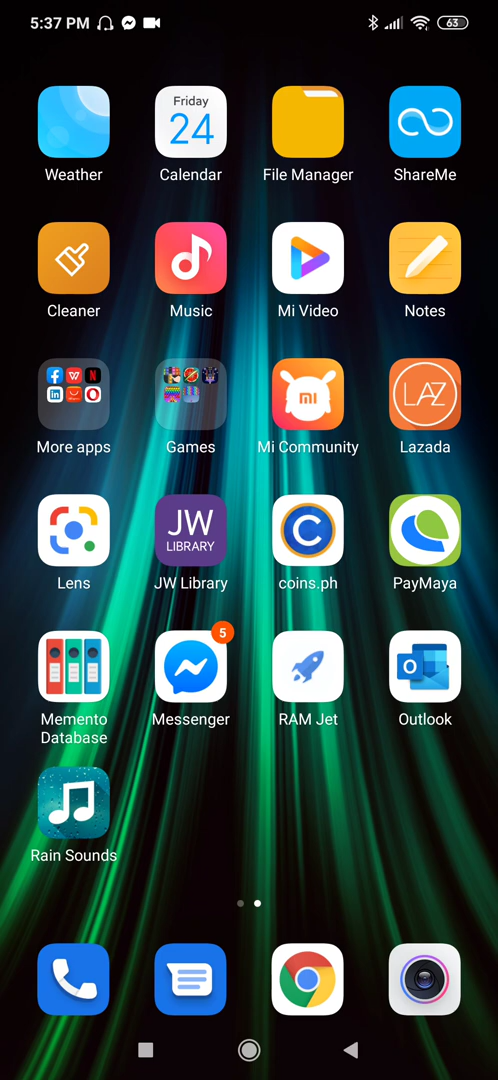 5:37 PM
63
Friday
24
Weather
Calendar
File Manager
ShareMe
Cleaner
Music
Mi Video
Notes
More apps
Games
mi
Mi Community
LAZ
Lazada
Lens
JW
LIBRARY
JW Library
C
coins.ph
PayMaya
Memento
Database
5
Messenger
RAM Jet
O
Outlook
Rain Sounds